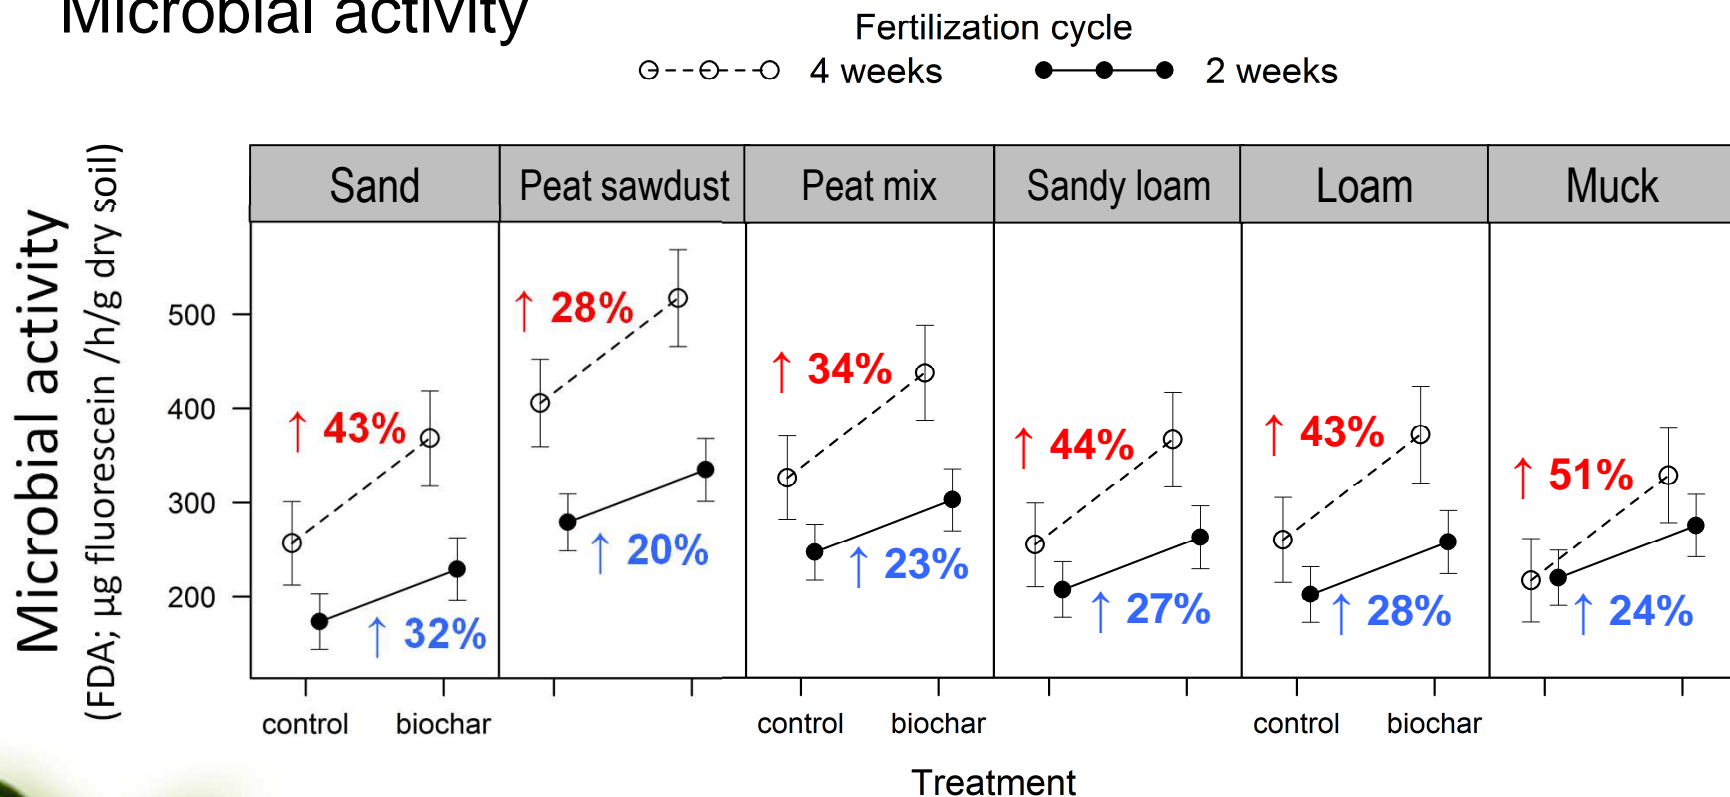 Microbial activity
Fertilization cycle
4 weeks
2 weeks
Microbial activity
(FDA; µg fluorescein /h/g dry soil)
Sand
Peat sawdust
Peat mix
Sandy loam
Loam
Muck
500
400
300
200
↑ 43%
↑ 28%
↑ 34%
↑ 44%
↑ 43%
↑ 51%
↑ 32%
↑ 20%
↑ 23%
↑ 27%
↑ 28%
↑ 24%
control biochar
control biochar
control biochar
Treatment